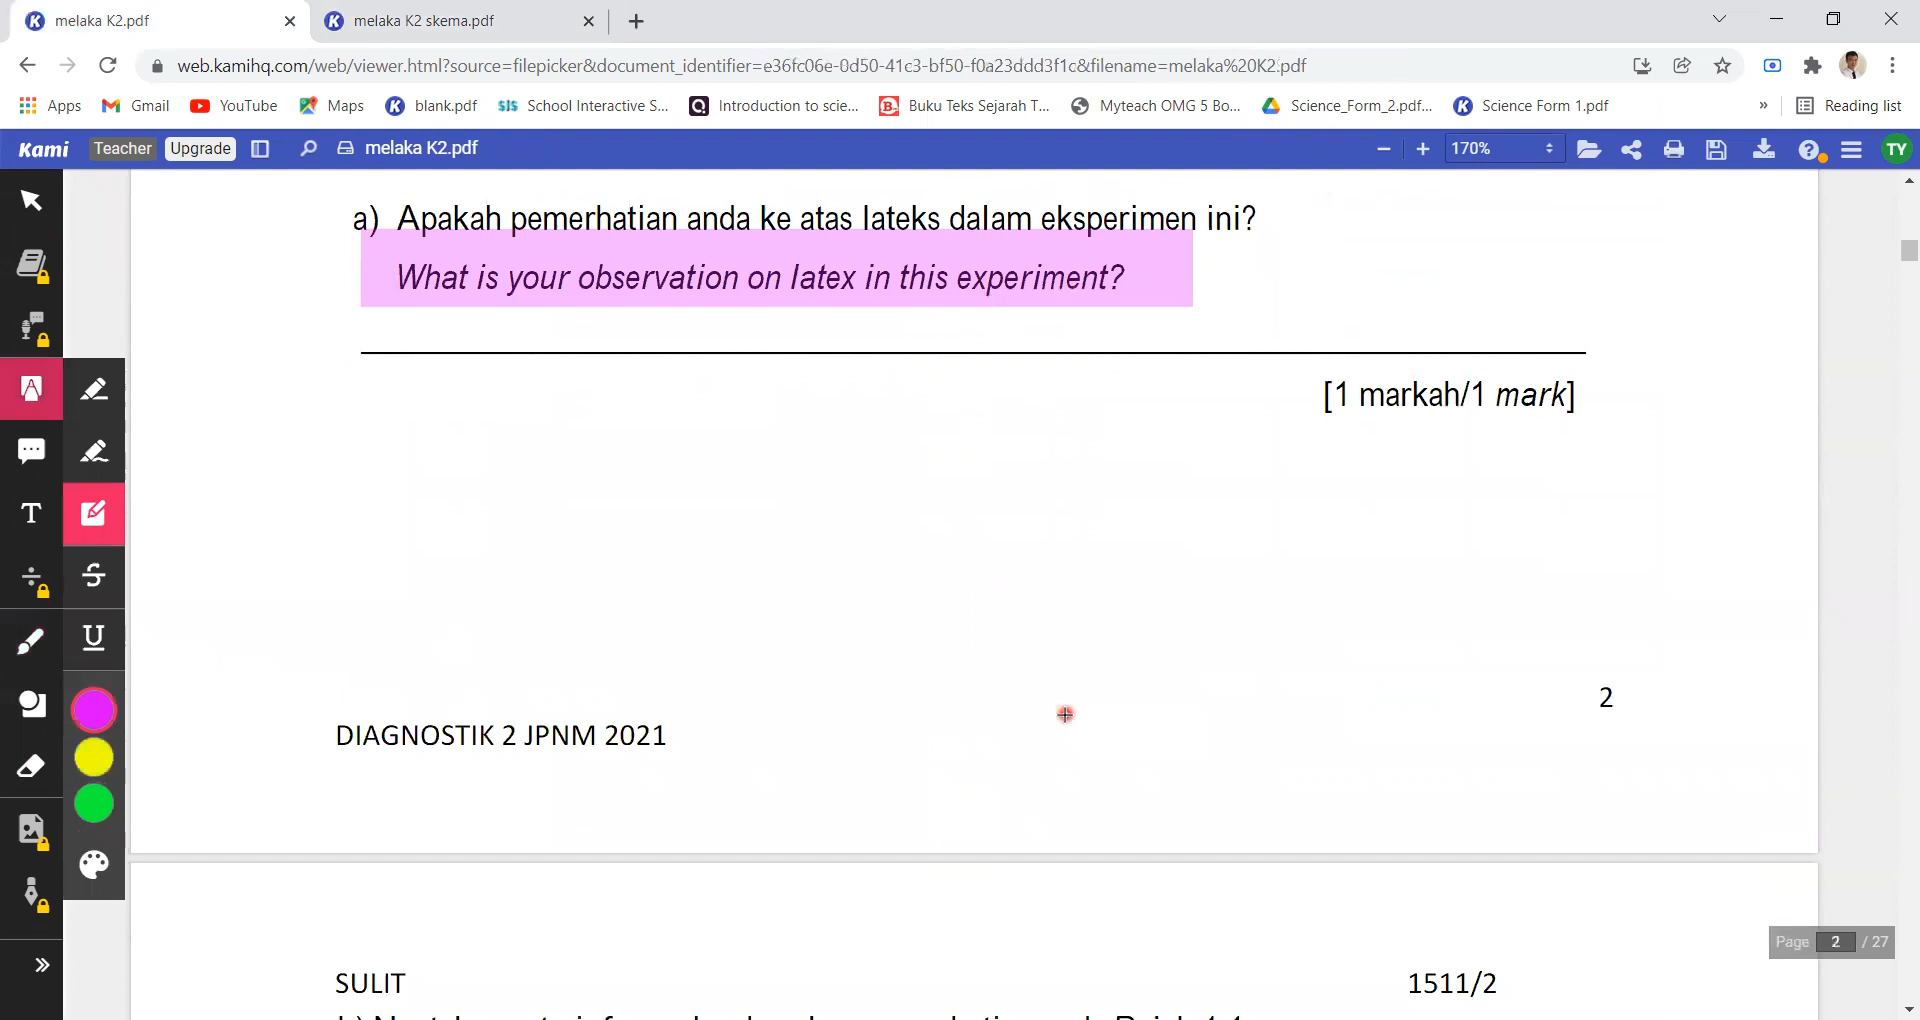 melaka K2.pdf
melaka K2 skema.pdf
web.kamihq.com/web/viewer.html?source=filepicker&document_identifier=e36fc06e-0d50-41c3-bf50-f0a23ddd3f1c&filename=melaka%20K2.pdf
Apps Gmail YouTube Maps blank.pdf School Interactive S... Introduction to scie... Buku Teks Sejarah T... Myteach OMG 5 Bo... Science_Form_2.pdf... Science Form 1.pdf » Reading list
Kami Teacher Upgrade melaka K2.pdf 170% TY
a) Apakah pemerhatian anda ke atas lateks dalam eksperimen ini?
What is your observation on latex in this experiment?
[1 markah/1 mark]
2
DIAGNOSTIK 2 JPNM 2021
Page 2 / 27
SULIT 1511/2